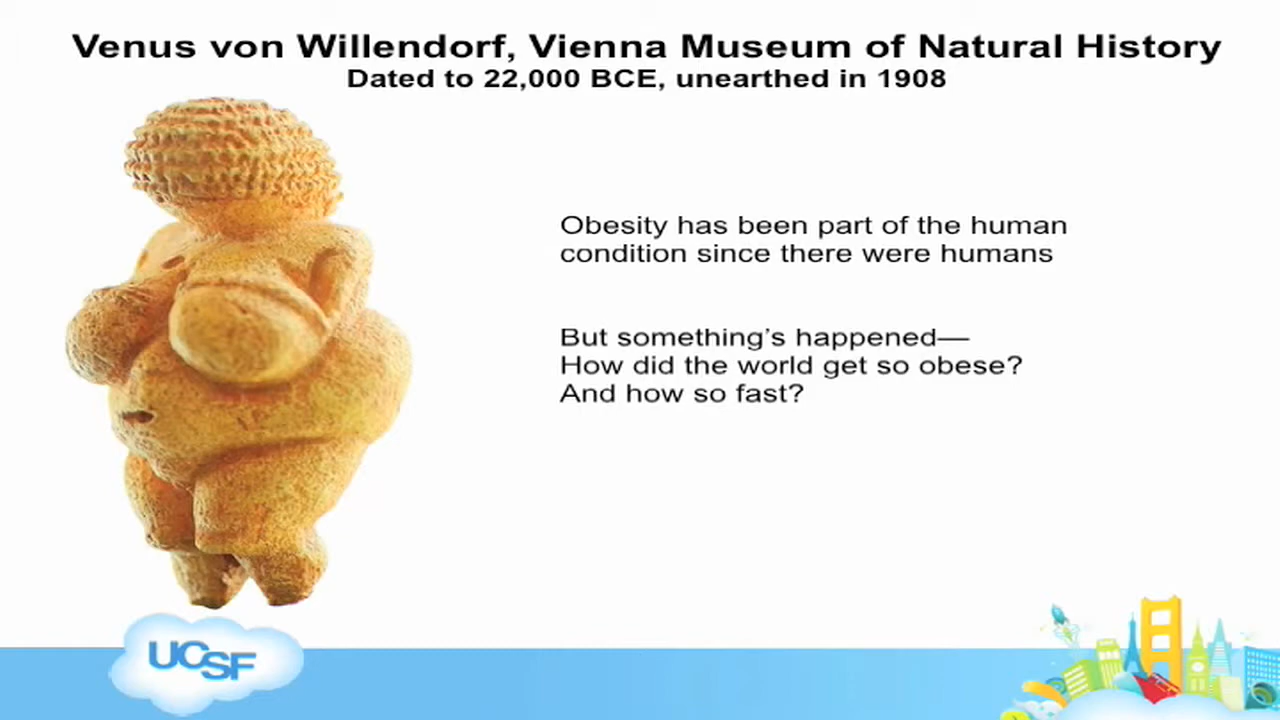 Venus von Willendorf, Vienna Museum of Natural History
Dated to 22,000 BCE, unearthed in 1908
Obesity has been part of the human
condition since there were humans
But something's happened—
How did the world get so obese?
And how so fast?
UCSF